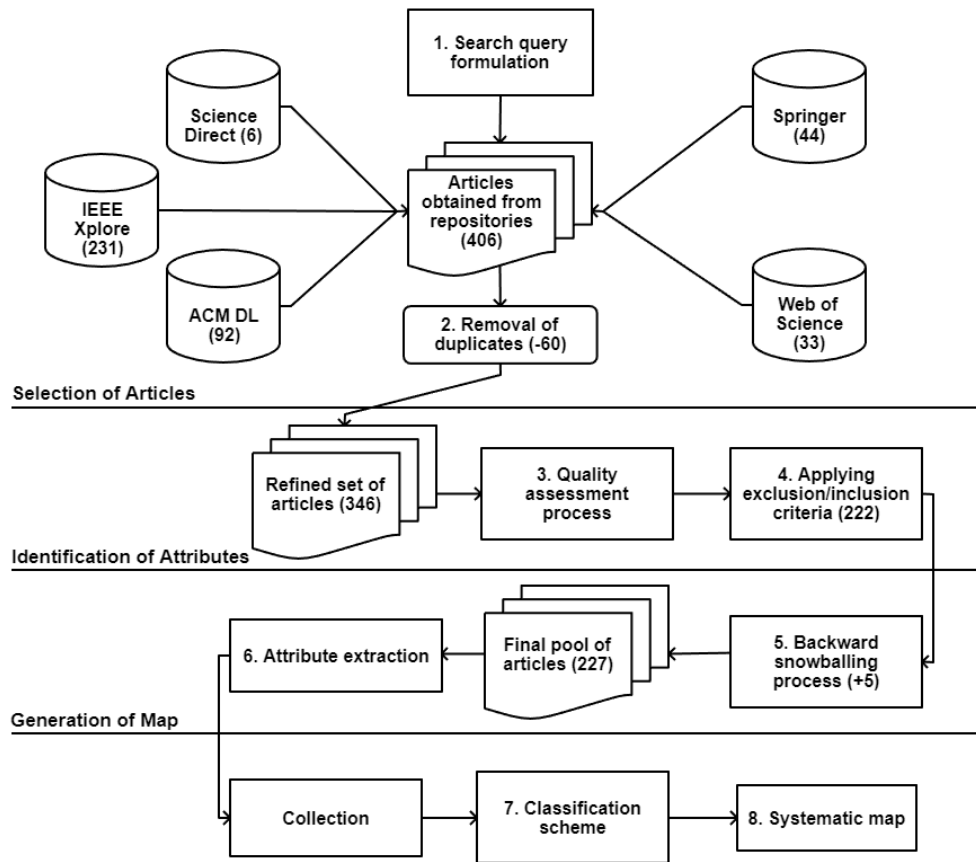 1. Search query
formulation
Science
Direct (6)
Springer
(44)
IEEE
Xplore
(231)
Articles
obtained from
repositories
(406)
ACM DL
(92)
Web of
Science
(33)
2. Removal of
duplicates (-60)
Selection of Articles
Refined set of
articles (346)
3. Quality
assessment
process
4. Applying
exclusion/inclusion
criteria (222)
Identification of Attributes
5. Backward
snowballing
process (+5)
Final pool of
articles (227)
6. Attribute extraction
Generation of Map
Collection
7. Classification
scheme
8. Systematic map